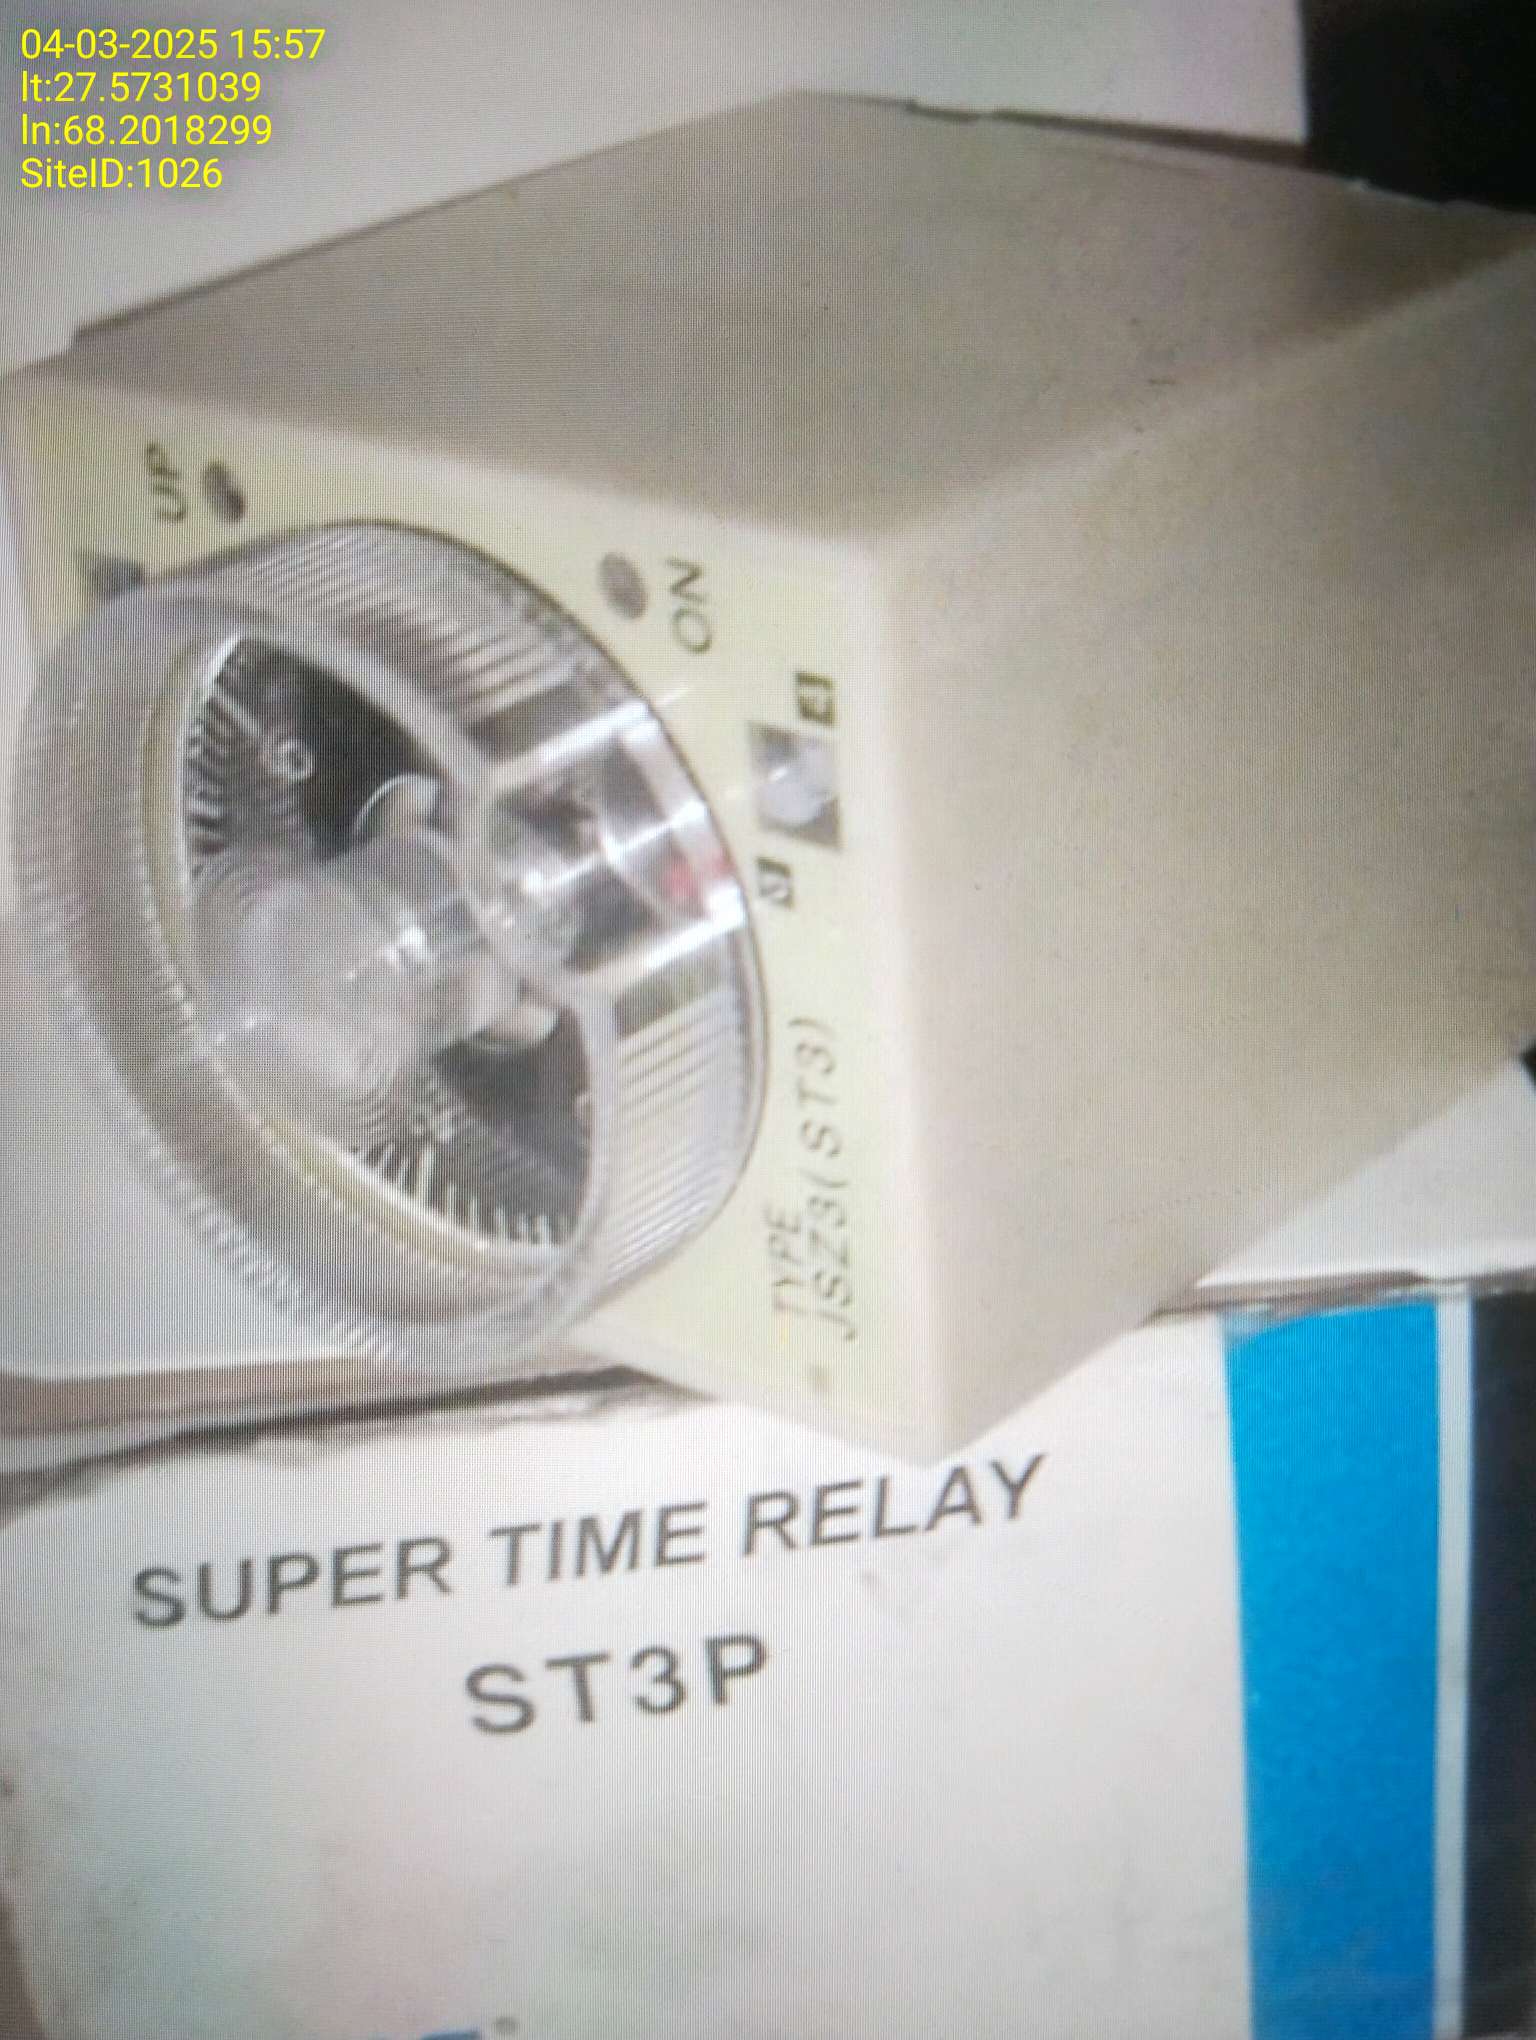 04-03-2025 15:57
lt:27.5731039
ln:68.2018299
SiteID:1026
UP
ON
TYPE
JSZ3(ST3)
SUPER TIME RELAY
ST3P